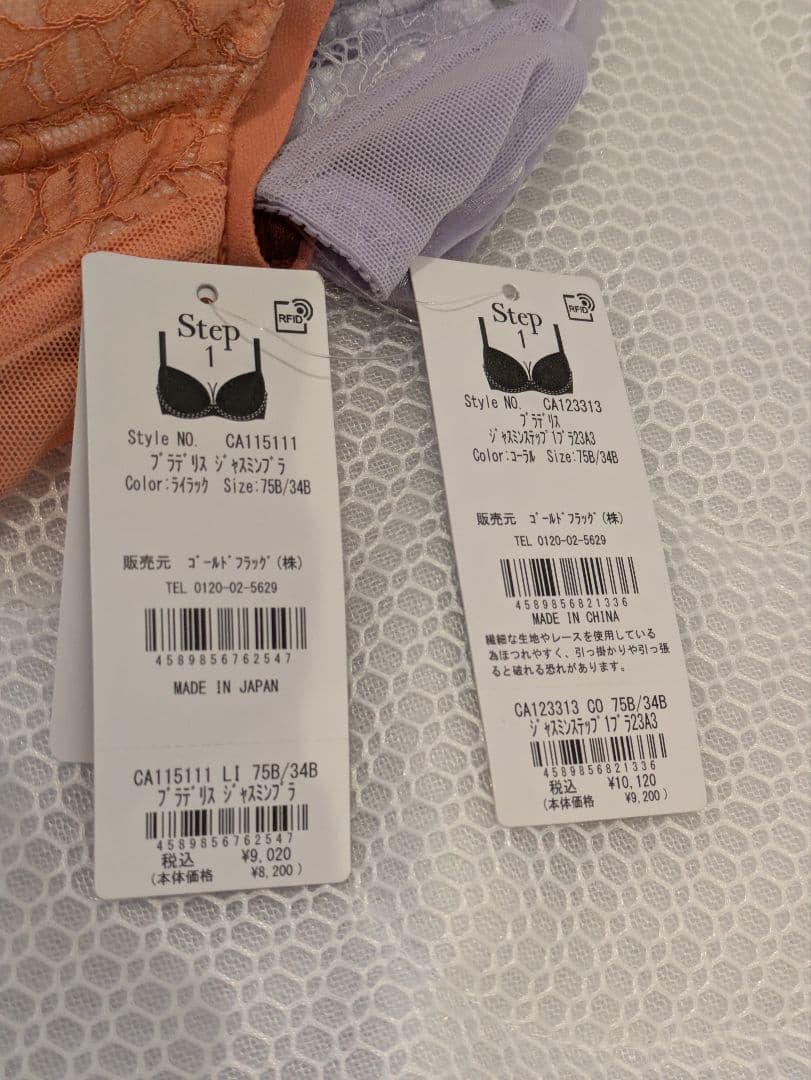 Step
1
RFID
Style NO. CA115111
ﾌﾞﾗﾃﾞﾘｽ ｼﾞｬｽﾐﾝﾌﾞﾗ
Color:ﾗｲﾗｯｸ Size:75B/34B
販売元 ｺﾞｰﾙﾄﾞﾌﾗｯｸﾞ(株)
TEL 0120-02-5629
4589856762547
MADE IN JAPAN
CA115111 LI 75B/34B
ﾌﾞﾗﾃﾞﾘｽ ｼﾞｬｽﾐﾝﾌﾞﾗ
4589856762547
税込 ¥9,020
(本体価格 ¥8,200)
Step
1
RFID
Style NO. CA123313
ﾌﾞﾗﾃﾞﾘｽ
ｼﾞｬｽﾐﾝｽﾃｯﾌﾟ1ﾌﾞﾗ23A3
Color:ｺｰﾗﾙ Size:75B/34B
販売元 ｺﾞｰﾙﾄﾞﾌﾗｯｸﾞ(株)
TEL 0120-02-5629
4589856821336
MADE IN CHINA
繊細な生地やレースを使用している
為ほつれやすく、引っ掛かりや引っ張
ると破れる恐れがあります。
CA123313 CO 75B/34B
ｼﾞｬｽﾐﾝｽﾃｯﾌﾟ1ﾌﾞﾗ23A3
4589856821336
税込 ¥10,120
(本体価格 ¥9,200)